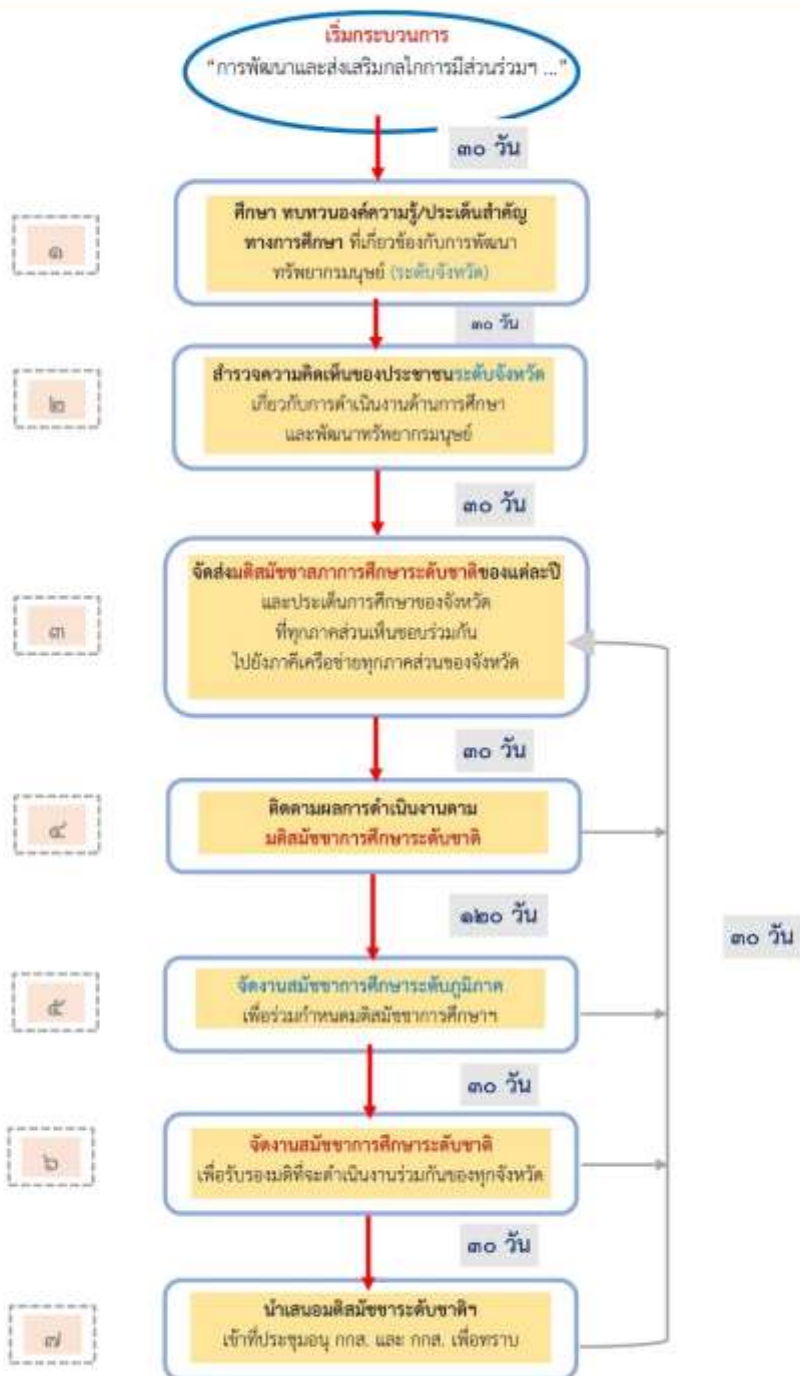 เริ่มกระบวนการ
“การพัฒนาและส่งเสริมกลไกการมีส่วนร่วมฯ ...”
๓๐ วัน
๑
ศึกษา ทบทวนองค์ความรู้/ประเด็นสำคัญ
ทางการศึกษา ที่เกี่ยวข้องกับการพัฒนา
ทรัพยากรมนุษย์ (ระดับจังหวัด)
๓๐ วัน
๒
สำรวจความคิดเห็นของประชาชนระดับจังหวัด
เกี่ยวกับการดำเนินงานด้านการศึกษา
และพัฒนาทรัพยากรมนุษย์
๓๐ วัน
๓
จัดส่งมติสมัชชาสภาการศึกษาระดับชาติของแต่ละปี
และประเด็นการศึกษาของจังหวัด
ที่ทุกภาคส่วนเห็นชอบร่วมกัน
ไปยังภาคีเครือข่ายทุกภาคส่วนของจังหวัด
๓๐ วัน
๔
ติดตามผลการดำเนินงานตาม
มติสมัชชาการศึกษาระดับชาติ
๑๒๐ วัน
๓๐ วัน
๕
จัดงานสมัชชาการศึกษาระดับภูมิภาค
เพื่อร่วมกำหนดมติสมัชชาการศึกษาฯ
๓๐ วัน
๖
จัดงานสมัชชาการศึกษาระดับชาติ
เพื่อรับรองมติที่จะดำเนินงานร่วมกันของทุกจังหวัด
๓๐ วัน
๗
นำเสนอมติสมัชชาระดับชาติฯ
เข้าที่ประชุมอนุ กกส. และ กกส. เพื่อทราบ